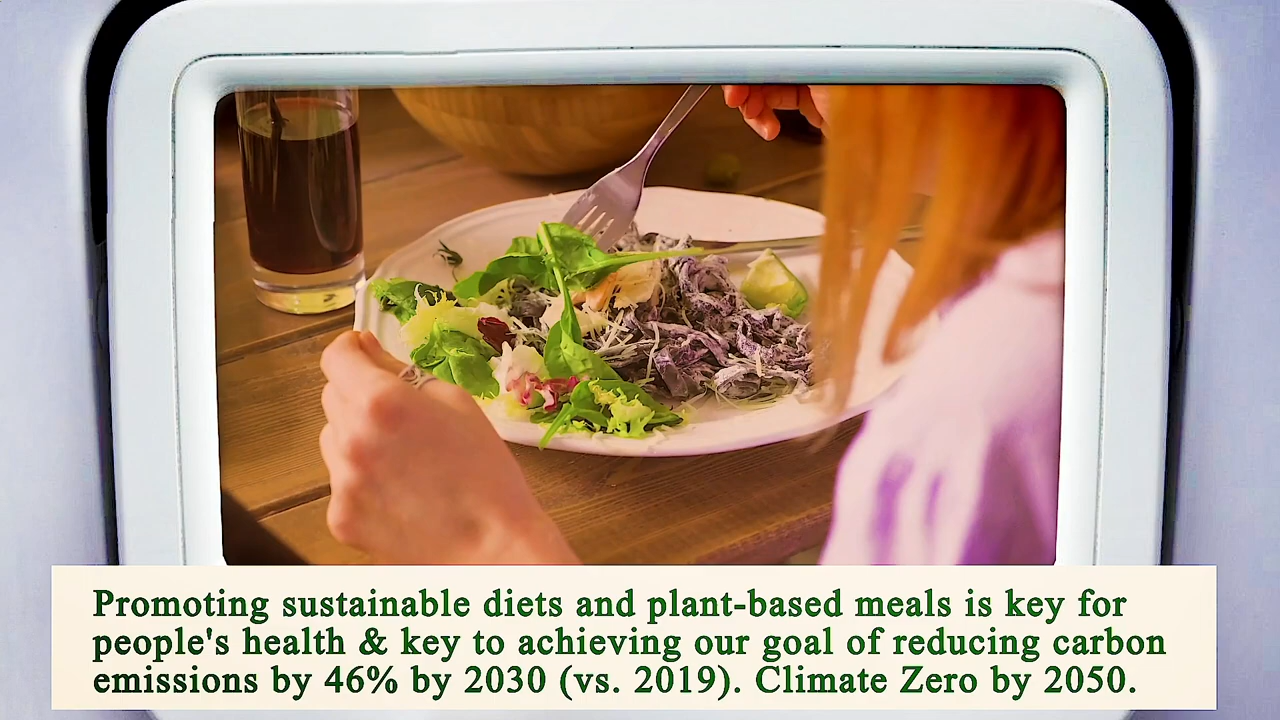 Promoting sustainable diets and plant-based meals is key for
people's health & key to achieving our goal of reducing carbon
emissions by 46% by 2030 (vs. 2019). Climate Zero by 2050.